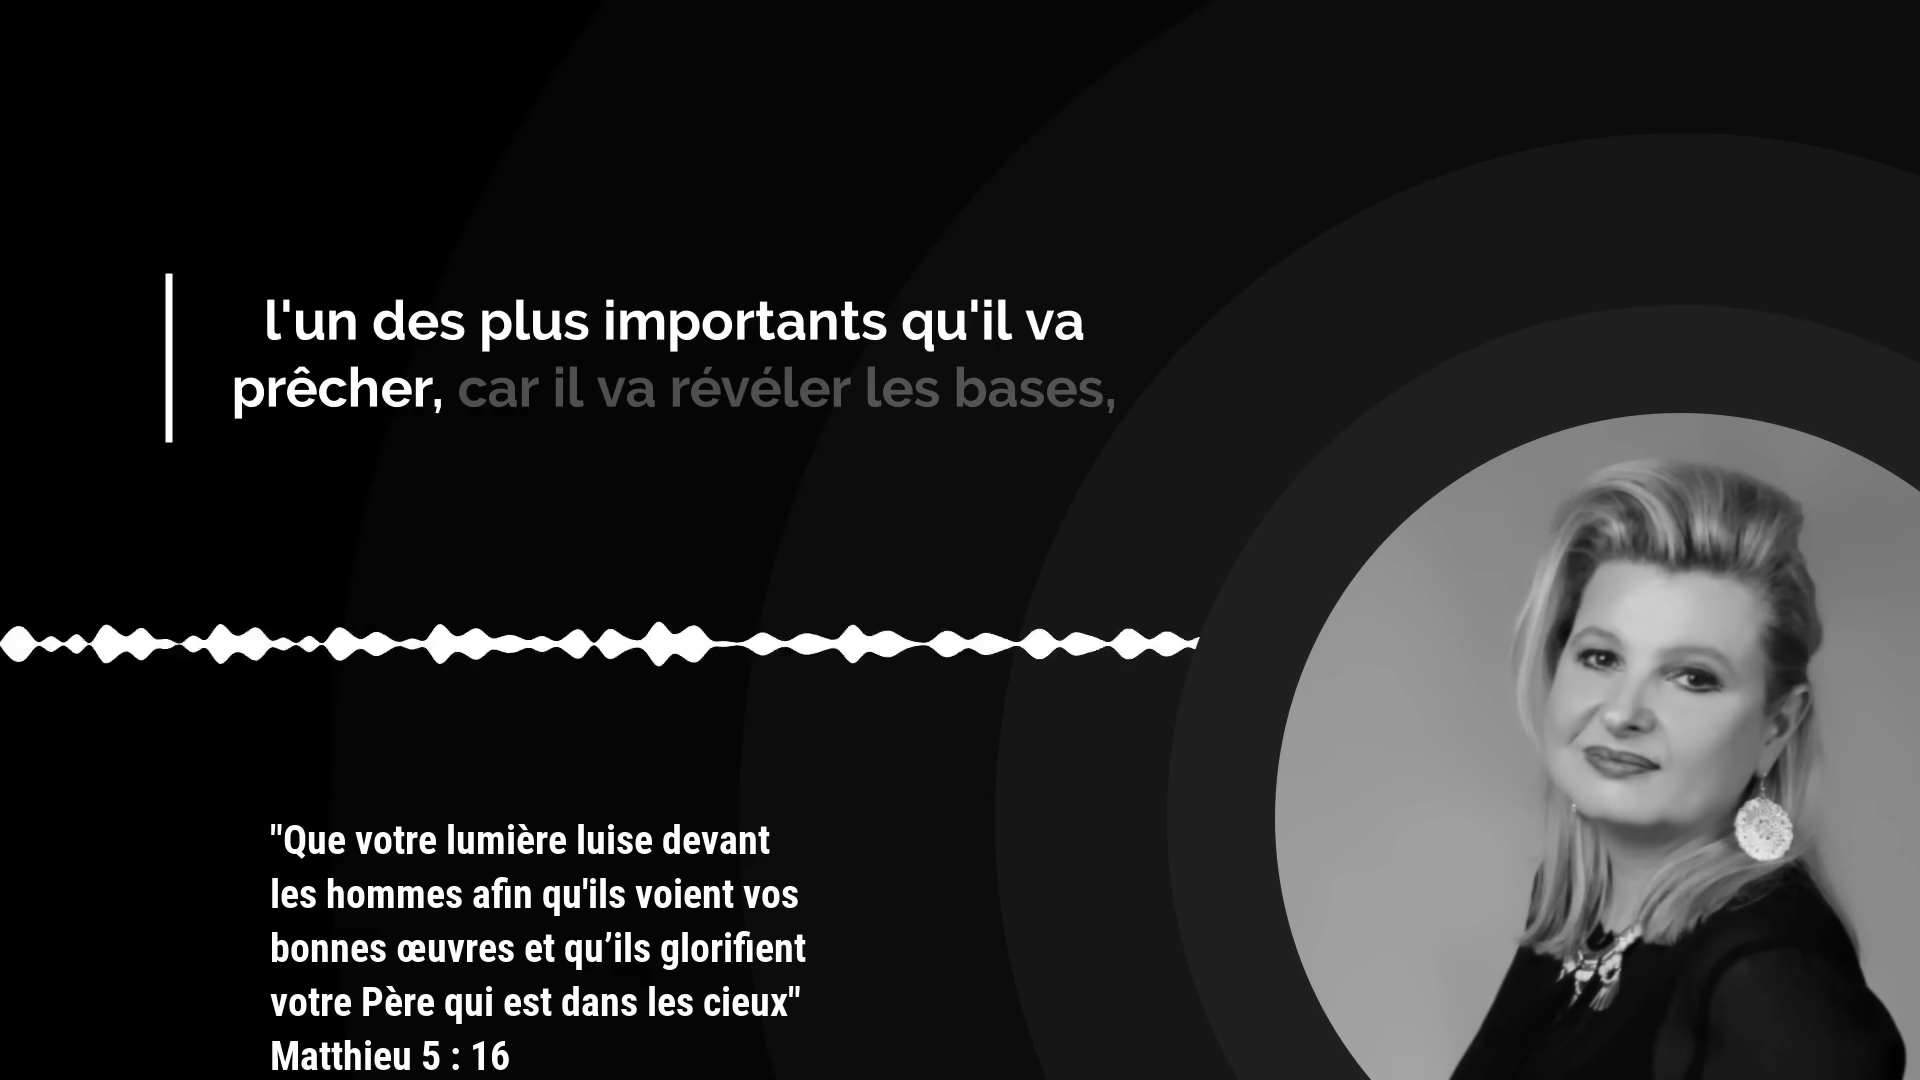 l'un des plus importants qu'il va
prêcher, car il va révéler les bases,
"Que votre lumière luise devant
les hommes afin qu'ils voient vos
bonnes œuvres et qu’ils glorifient
votre Père qui est dans les cieux"
Matthieu 5 : 16